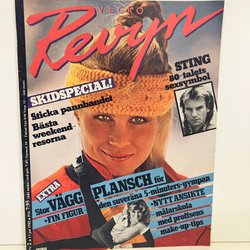 VECKO
Revyn
SKIDSPECIAL!
Sticka pannbandet
Bästa
weekend-
resorna
STING
80 talets
sexsymbol
EXTRA
Stor VÄGG
PLANSCH för
den suveräna 5-minuters-gympan
+FIN FIGUR
+NYTT ANSIKTE
målarskola
med proffsens
make-up-tips